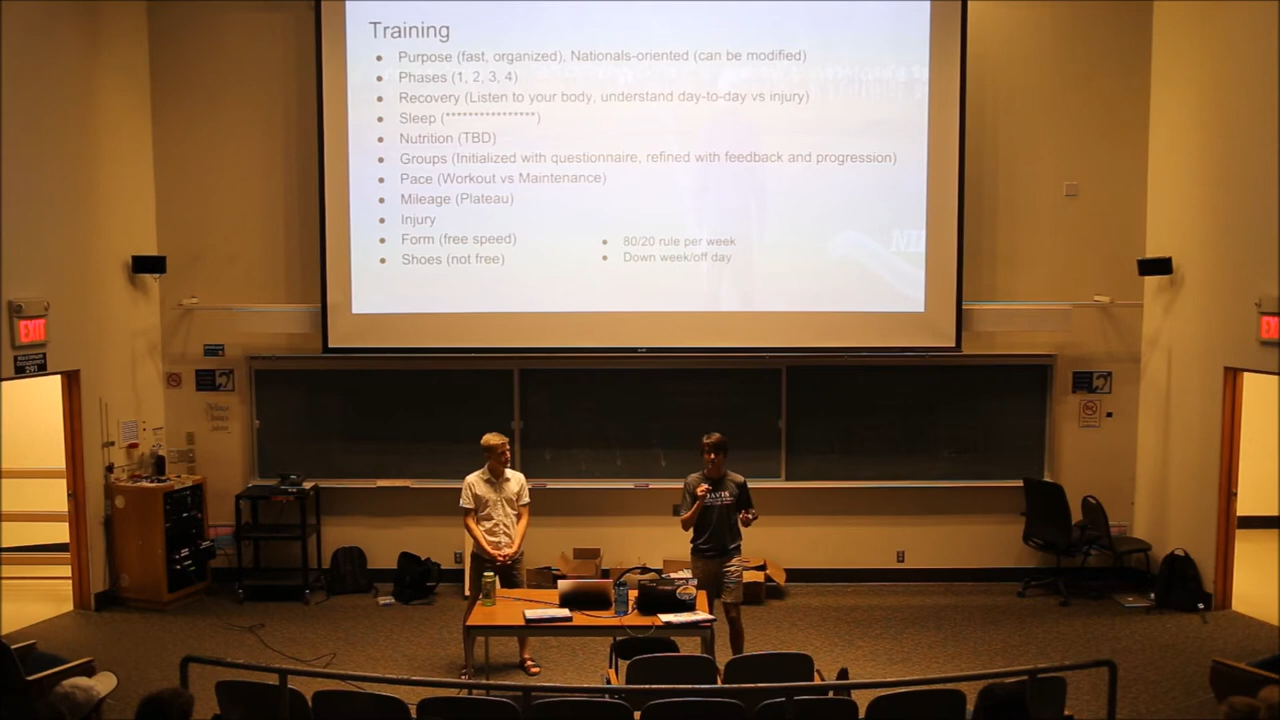 Training
• Purpose (fast, organized), Nationals-oriented (can be modified)
• Phases (1, 2, 3, 4)
• Recovery (Listen to your body, understand day-to-day vs injury)
• Sleep (****************)
• Nutrition (TBD)
• Groups (Initialized with questionnaire, refined with feedback and progression)
• Pace (Workout vs Maintenance)
• Mileage (Plateau)
• Injury
• Form (free speed)
• Shoes (not free)
• 80/20 rule per week
• Down week/off day
EXIT
291
DAVIS